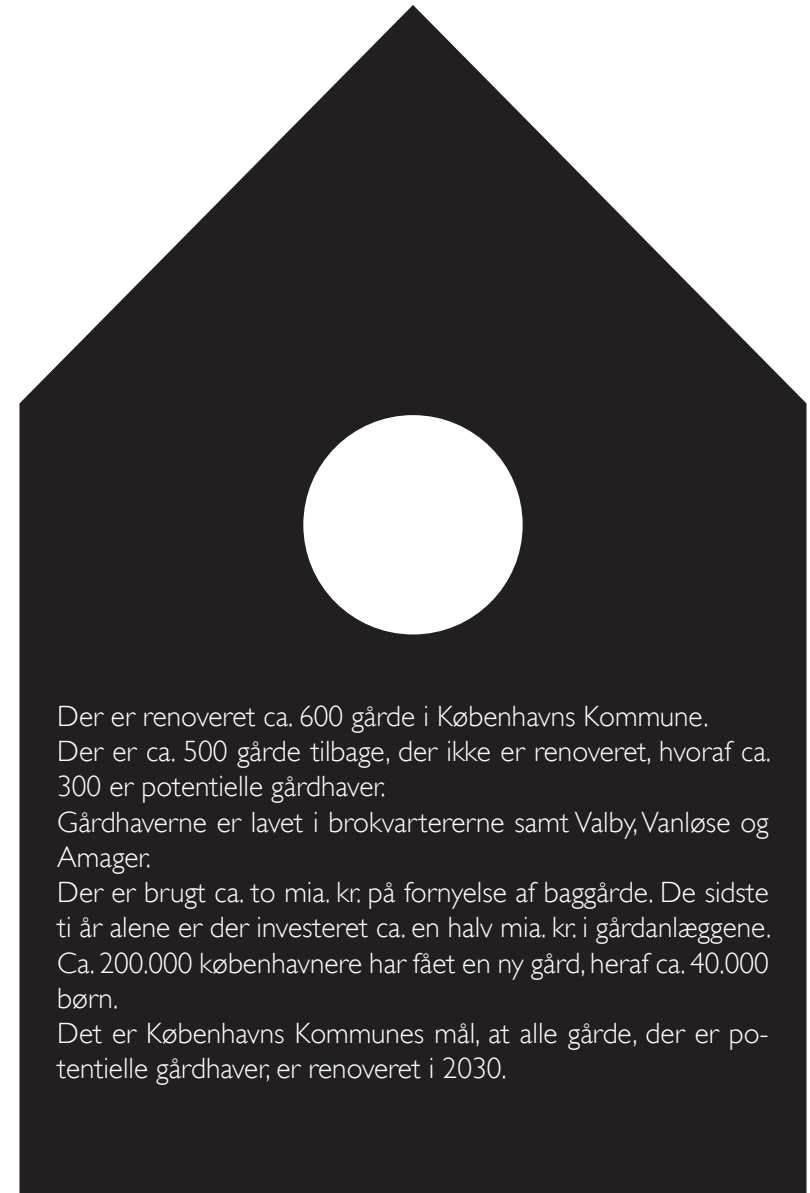 Der er renoveret ca. 600 gårde i Københavns Kommune.
Der er ca. 500 gårde tilbage, der ikke er renoveret, hvoraf ca.
300 er potentielle gårdhaver.
Gårdhaverne er lavet i brokvartererne samt Valby, Vanløse og
Amager.
Der er brugt ca. to mia. kr. på fornyelse af baggårde. De sidste
ti år alene er der investeret ca. en halv mia. kr. i gårdanlæggene.
Ca. 200.000 københavnere har fået en ny gård, heraf ca. 40.000
børn.
Det er Københavns Kommunes mål, at alle gårde, der er po-
tentielle gårdhaver, er renoveret i 2030.